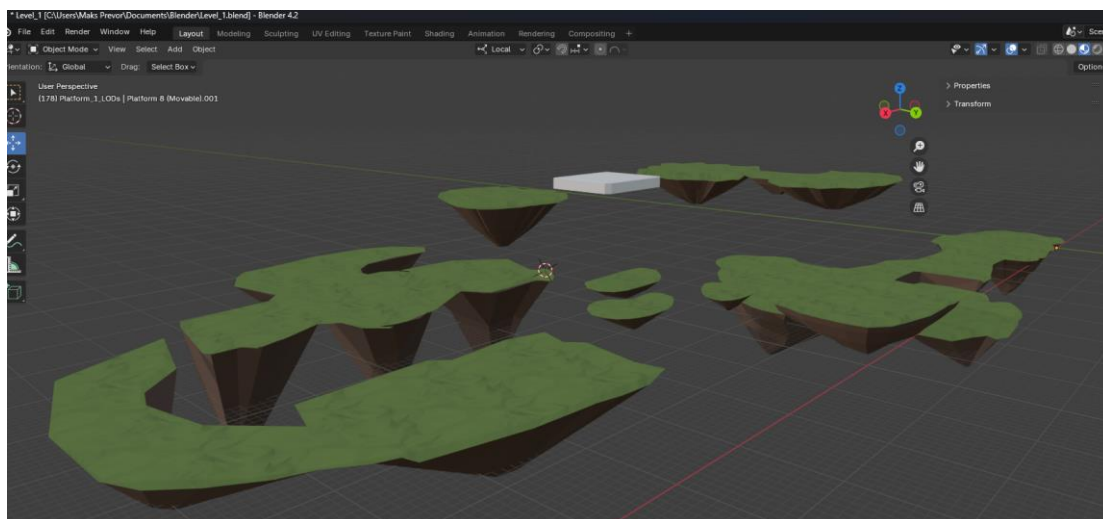 * Level_1 [C:\Users\Maks Prevor\Documents\Blender\Level_1.blend] - Blender 4.2
File Edit Render Window Help Layout Modeling Sculpting UV Editing Texture Paint Shading Animation Rendering Compositing + Sce
Object Mode View Select Add Object Local
ientation: Global Drag: Select Box Option
User Perspective
(178) Platform_1_LODs | Platform 8 (Movable).001
Z
X
Y
> Properties
> Transform